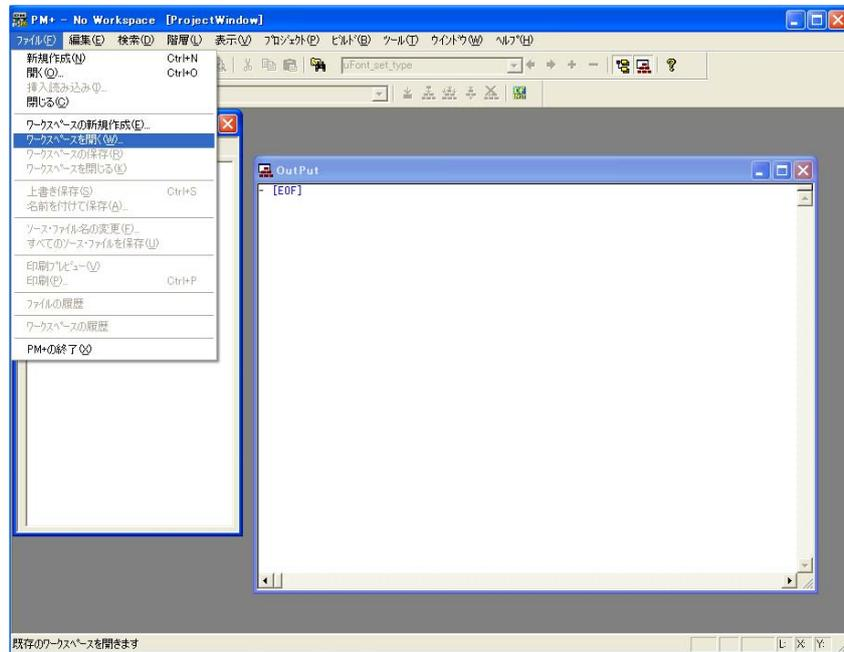 PM+ - No Workspace [ProjectWindow]
ファイル(F) 編集(E) 検索(D) 階層(L) 表示(V) プロジェクト(P) ビルド(B) ツール(T) ウインドウ(W) ヘルプ(H)
新規作成(N) Ctrl+N
開く(O)... Ctrl+O
挿入読み込み(I)...
閉じる(C)
ワークスペースの新規作成(E)...
ワークスペースを開く(W)...
ワークスペースの保存(R)
ワークスペースを閉じる(K)
上書き保存(S) Ctrl+S
名前を付けて保存(A)...
ソース・ファイル名の変更(F)...
すべてのソース・ファイルを保存(U)
印刷プレビュー(V)
印刷(P)... Ctrl+P
ファイルの履歴
ワークスペースの履歴
PM+の終了(X)
uFont_set_type
OutPut
- [EOF]
既存のワークスペースを開きます
L: X: Y: